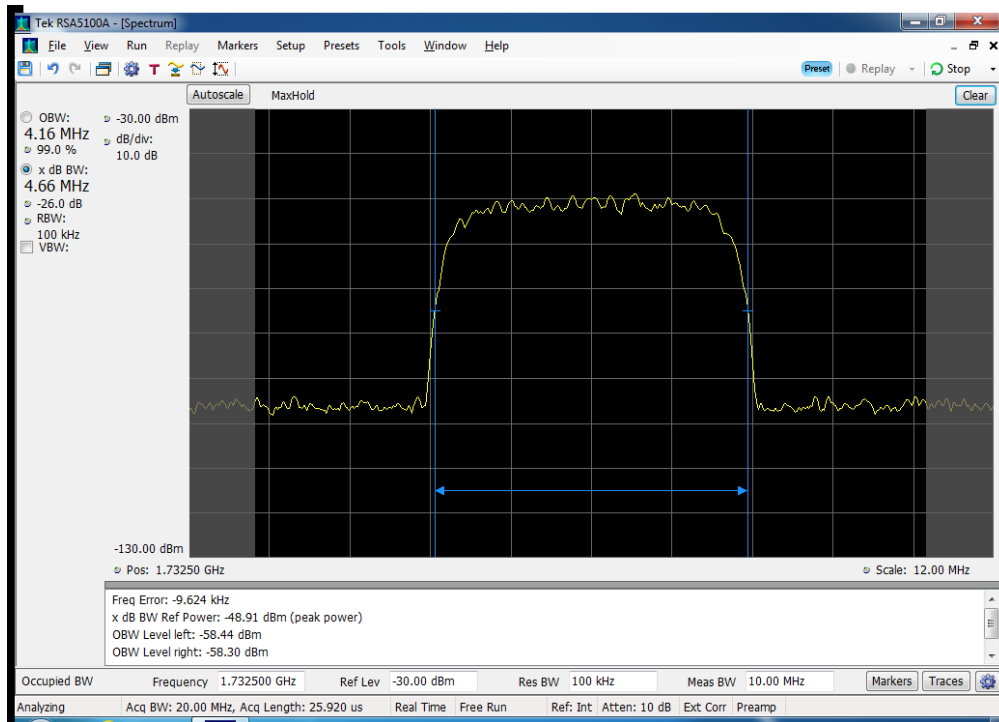 Tek RSA5100A - [Spectrum]
File View Run Replay Markers Setup Presets Tools Window Help
Preset Replay Stop
Autoscale MaxHold Clear
OBW:
4.16 MHz
99.0 %
x dB BW:
4.66 MHz
-26.0 dB
RBW:
100 kHz
VBW:
-30.00 dBm
dB/div:
10.0 dB
-130.00 dBm
Pos: 1.73250 GHz Scale: 12.00 MHz
Freq Error: -9.624 kHz
x dB BW Ref Power: -48.91 dBm (peak power)
OBW Level left: -58.44 dBm
OBW Level right: -58.30 dBm
Occupied BW Frequency 1.732500 GHz Ref Lev -30.00 dBm Res BW 100 kHz Meas BW 10.00 MHz Markers Traces
Analyzing Acq BW: 20.00 MHz, Acq Length: 25.920 us Real Time Free Run Ref: Int Atten: 10 dB Ext Corr Preamp